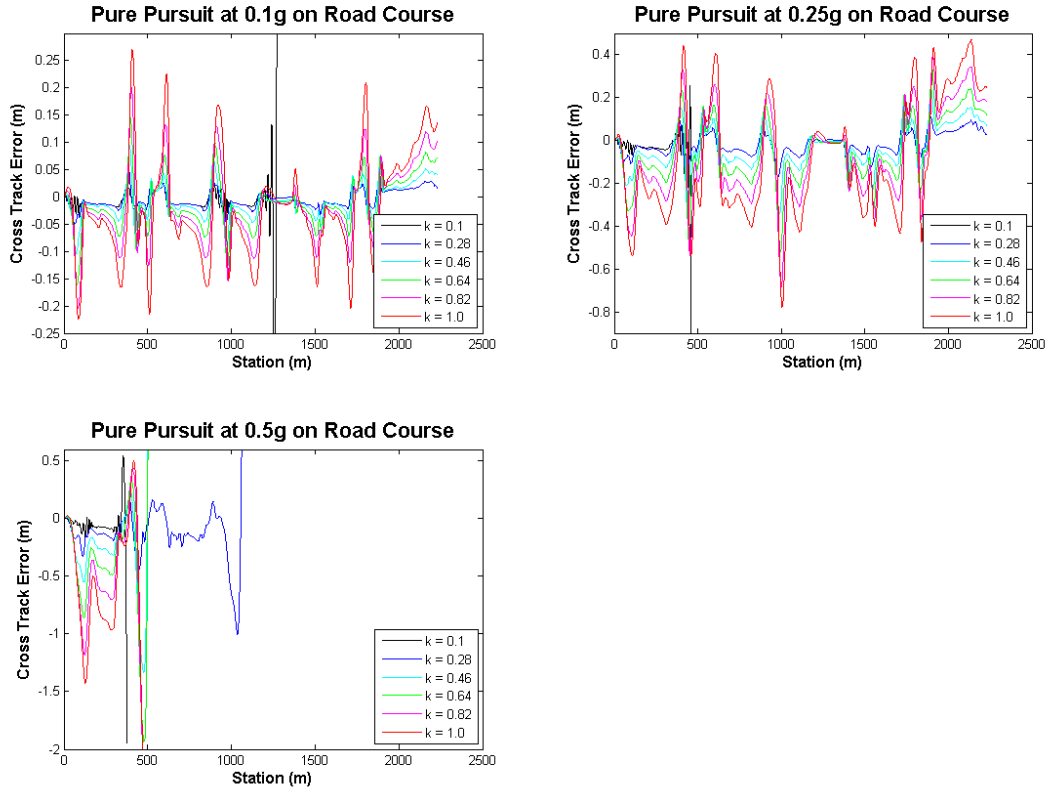 Pure Pursuit at 0.1g on Road Course
Cross Track Error (m)
0.25
0.2
0.15
0.1
0.05
0
-0.05
-0.1
-0.15
-0.2
-0.25
0 500 1000 1500 2000 2500
Station (m)
k = 0.1
k = 0.28
k = 0.46
k = 0.64
k = 0.82
k = 1.0
Pure Pursuit at 0.25g on Road Course
Cross Track Error (m)
0.4
0.2
0
-0.2
-0.4
-0.6
-0.8
0 500 1000 1500 2000 2500
Station (m)
k = 0.1
k = 0.28
k = 0.46
k = 0.64
k = 0.82
k = 1.0
Pure Pursuit at 0.5g on Road Course
Cross Track Error (m)
0.5
0
-0.5
-1
-1.5
-2
0 500 1000 1500 2000 2500
Station (m)
k = 0.1
k = 0.28
k = 0.46
k = 0.64
k = 0.82
k = 1.0